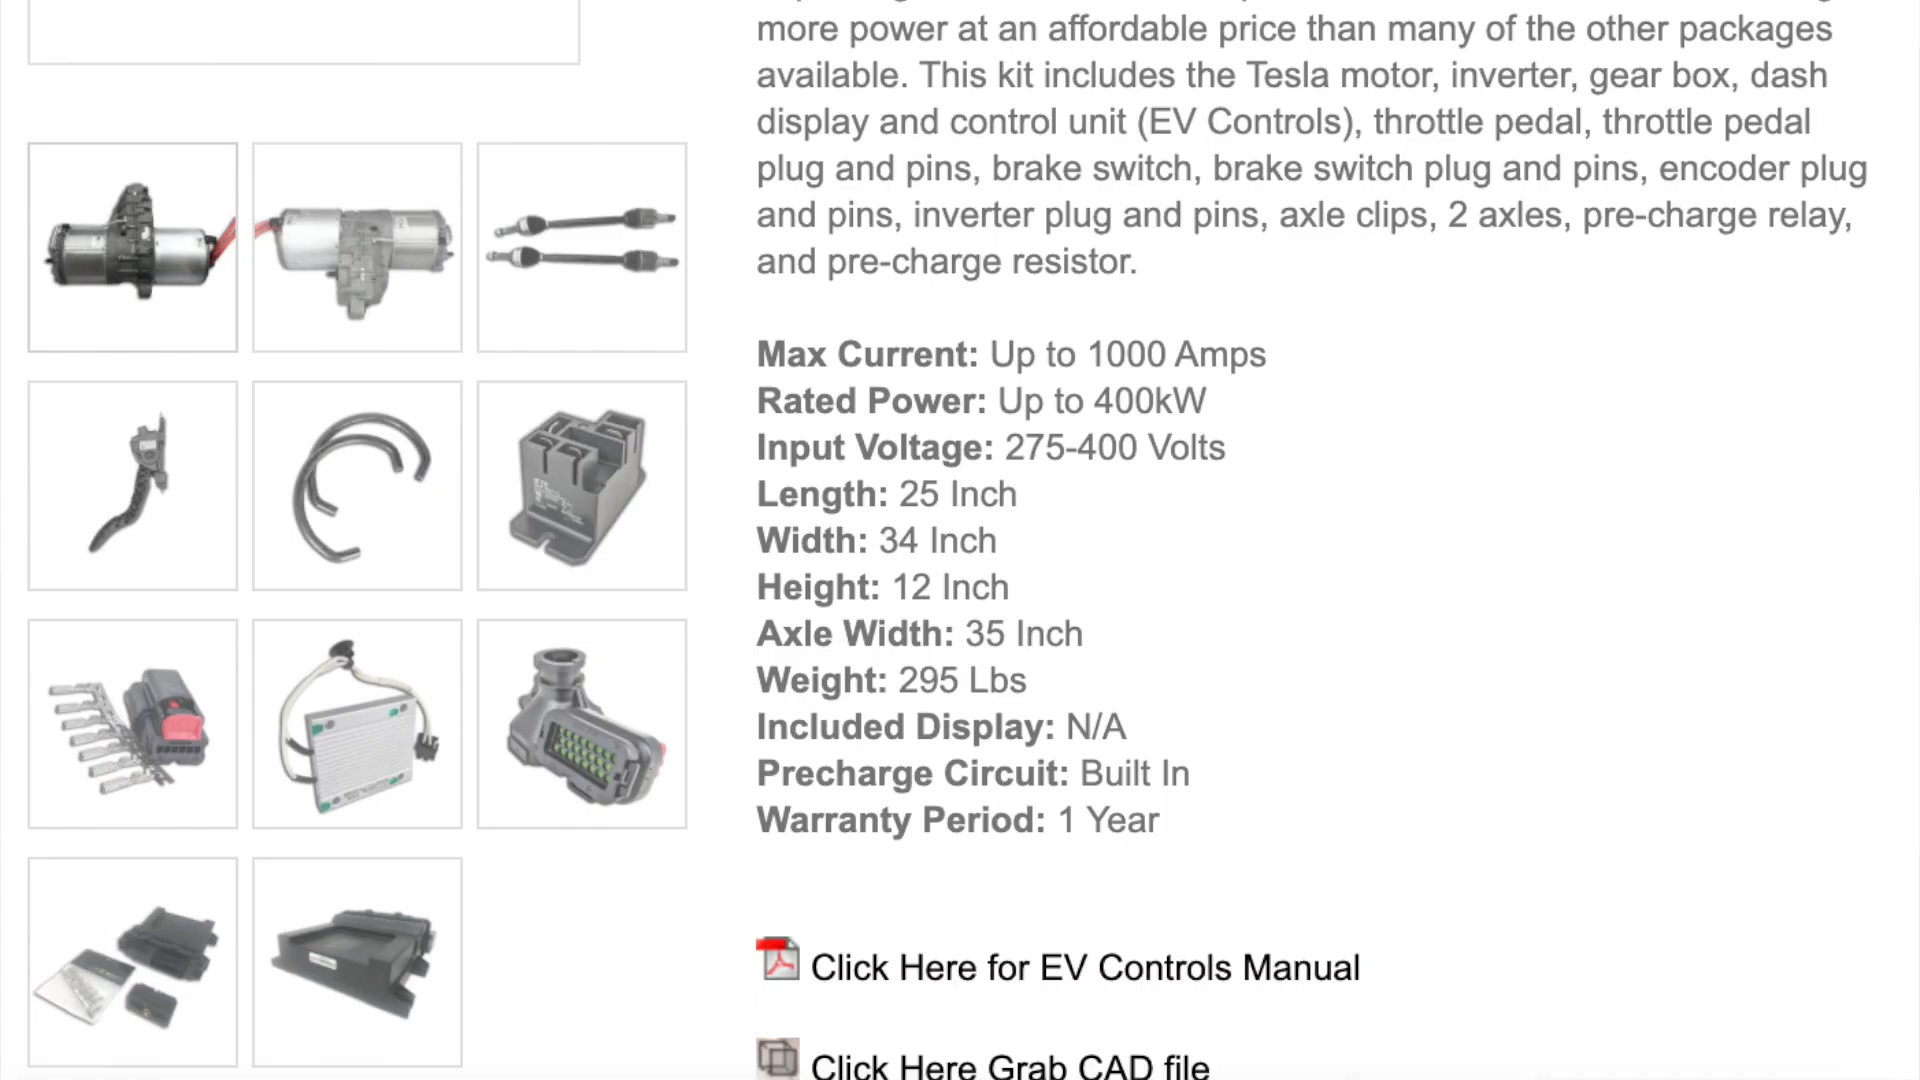 more power at an affordable price than many of the other packages
available. This kit includes the Tesla motor, inverter, gear box, dash
display and control unit (EV Controls), throttle pedal, throttle pedal
plug and pins, brake switch, brake switch plug and pins, encoder plug
and pins, inverter plug and pins, axle clips, 2 axles, pre-charge relay,
and pre-charge resistor.
Max Current: Up to 1000 Amps
Rated Power: Up to 400kW
Input Voltage: 275-400 Volts
Length: 25 Inch
Width: 34 Inch
Height: 12 Inch
Axle Width: 35 Inch
Weight: 295 Lbs
Included Display: N/A
Precharge Circuit: Built In
Warranty Period: 1 Year
Click Here for EV Controls Manual
Click Here Grab CAD file